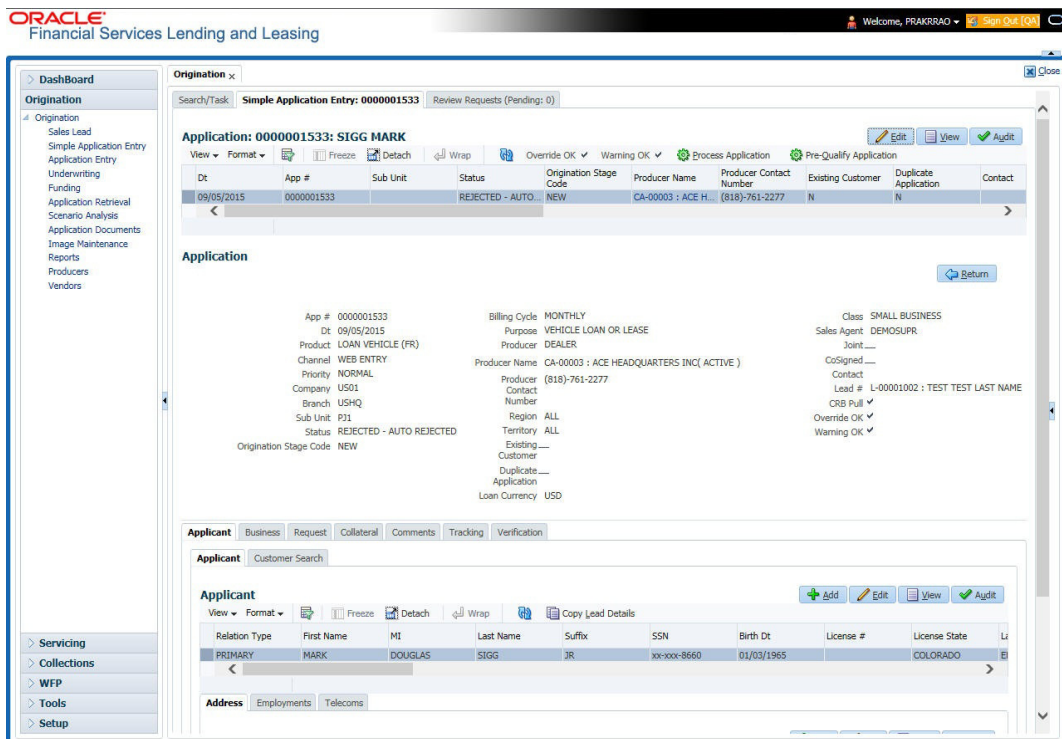 ORACLE®
Financial Services Lending and Leasing
Welcome, PRAKRRAO
Sign Out [QA]
Close
DashBoard
Origination
Origination
Sales Lead
Simple Application Entry
Application Entry
Underwriting
Funding
Application Retrieval
Scenario Analysis
Application Documents
Image Maintenance
Reports
Producers
Vendors
Servicing
Collections
WFP
Tools
Setup
Origination x
Search/Task Simple Application Entry: 0000001533 Review Requests (Pending: 0)
Application: 0000001533: SIGG MARK
Edit View Audit
View Format Freeze Detach Wrap Override OK Warning OK Process Application Pre-Qualify Application
Dt App # Sub Unit Status Origination Stage Code Producer Name Producer Contact Number Existing Customer Duplicate Application Contact
09/05/2015 0000001533 REJECTED - AUTO... NEW CA-00003 : ACE H... (818)-761-2277 N N
Application
Return
App # 0000001533
Dt 09/05/2015
Product LOAN VEHICLE (FR)
Channel WEB ENTRY
Priority NORMAL
Company US01
Branch USHQ
Sub Unit PJ1
Status REJECTED - AUTO REJECTED
Origination Stage Code NEW
Billing Cycle MONTHLY
Purpose VEHICLE LOAN OR LEASE
Producer DEALER
Producer Name CA-00003 : ACE HEADQUARTERS INC( ACTIVE )
Producer Contact Number (818)-761-2277
Region ALL
Territory ALL
Existing Customer
Duplicate Application
Loan Currency USD
Class SMALL BUSINESS
Sales Agent DEMOSUPR
Joint
CoSigned
Contact
Lead # L-00001002 : TEST TEST LAST NAME
CRB Pull
Override OK
Warning OK
Applicant Business Request Collateral Comments Tracking Verification
Applicant Customer Search
Applicant
Add Edit View Audit
View Format Freeze Detach Wrap Copy Lead Details
Relation Type First Name MI Last Name Suffix SSN Birth Dt License # License State
PRIMARY MARK DOUGLAS SIGG JR xx-xxx-8660 01/03/1965 COLORADO
Address Employments Telecoms